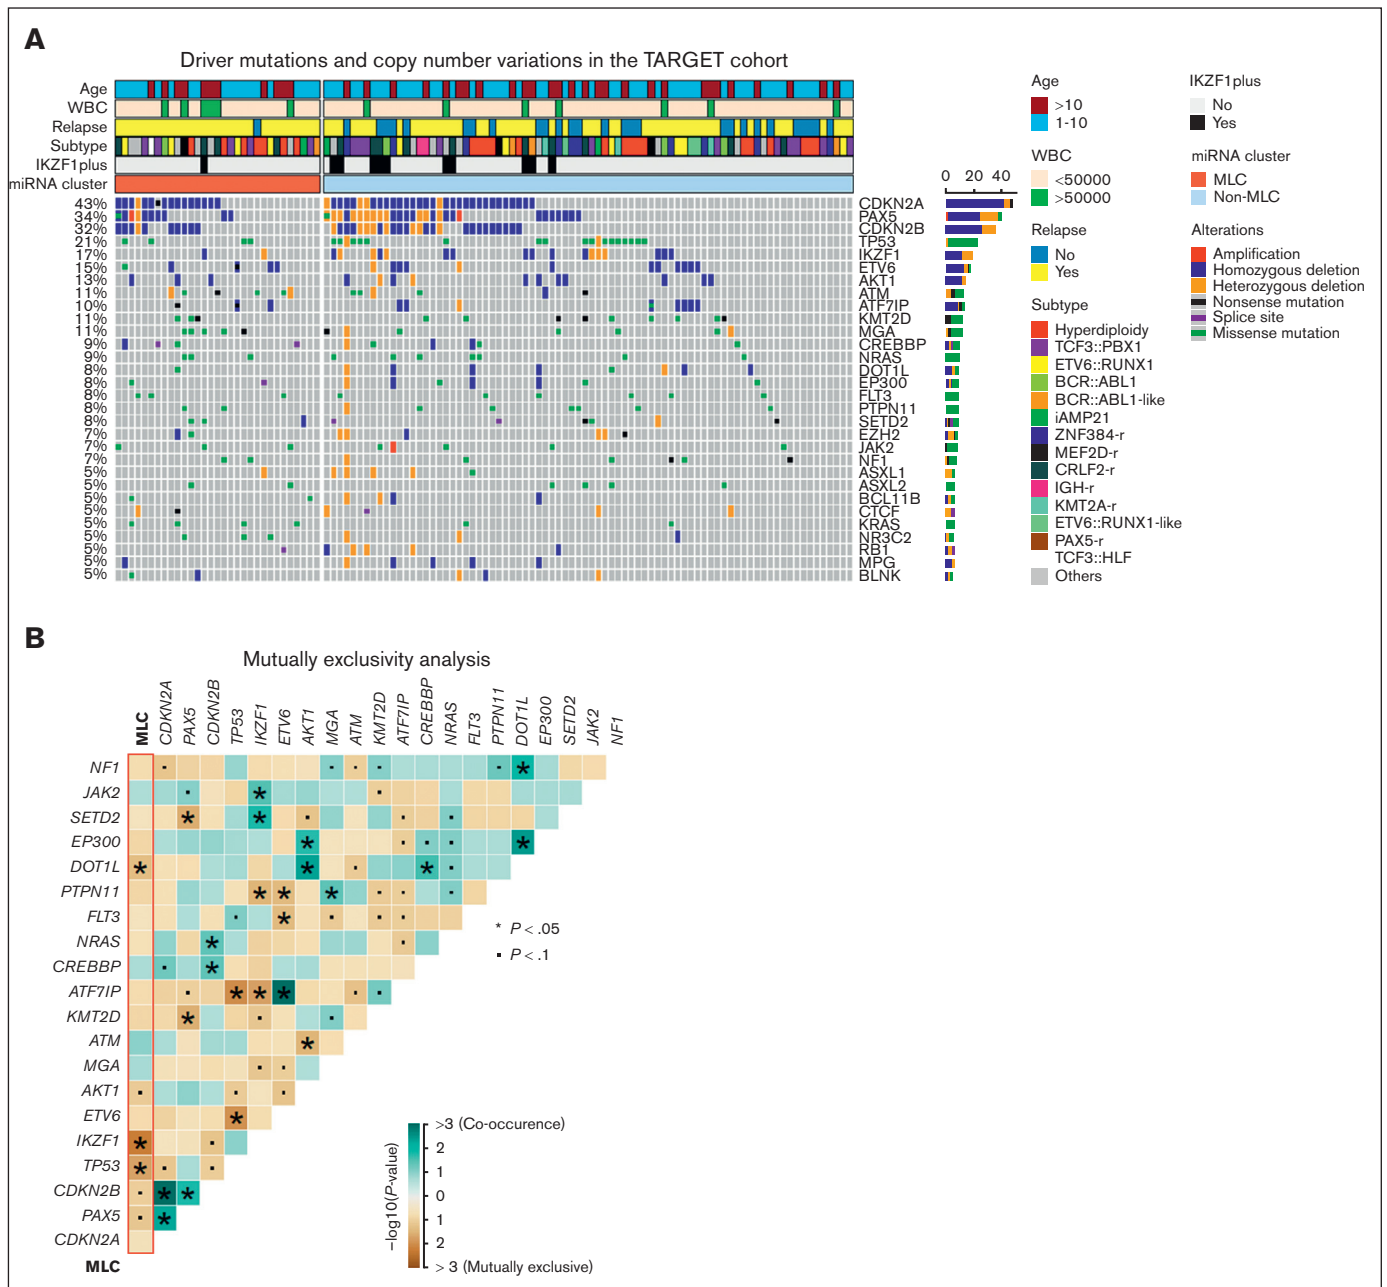 A
Driver mutations and copy number variations in the TARGET cohort
Age
WBC
Relapse
Subtype
IKZF1plus
miRNA cluster
43% CDKN2A
34% PAX5
32% CDKN2B
21% TP53
17% IKZF1
15% ETV6
13% AKT1
11% ATM
10% ATF7IP
11% KMT2D
11% MGA
9% CREBBP
9% NRAS
8% DOT1L
8% EP300
8% FLT3
8% PTPN11
8% SETD2
7% EZH2
7% JAK2
7% NF1
5% ASXL1
5% ASXL2
5% BCL11B
5% CTCF
5% KRAS
5% NR3C2
5% RB1
5% MPG
5% BLNK
0 20 40
Age
>10
1-10
WBC
<50000
>50000
Relapse
No
Yes
Subtype
Hyperdiploidy
TCF3::PBX1
ETV6::RUNX1
BCR::ABL1
BCR::ABL1-like
iAMP21
ZNF384-r
MEF2D-r
CRLF2-r
IGH-r
KMT2A-r
ETV6::RUNX1-like
PAX5-r
TCF3::HLF
Others
IKZF1plus
No
Yes
miRNA cluster
MLC
Non-MLC
Alterations
Amplification
Homozygous deletion
Heterozygous deletion
Nonsense mutation
Splice site
Missense mutation
B
Mutually exclusivity analysis
MLC CDKN2A PAX5 CDKN2B TP53 IKZF1 ETV6 AKT1 MGA ATM KMT2D ATF7IP CREBBP NRAS FLT3 PTPN11 DOT1L EP300 SETD2 JAK2 NF1
NF1
JAK2
SETD2
EP300
DOT1L
PTPN11
FLT3
NRAS
CREBBP
ATF7IP
KMT2D
ATM
MGA
AKT1
ETV6
IKZF1
TP53
CDKN2B
PAX5
CDKN2A
MLC
* P < .05
▪ P < .1
−log10(P-value)
>3 (Co-occurence)
2
1
0
1
2
> 3 (Mutually exclusive)